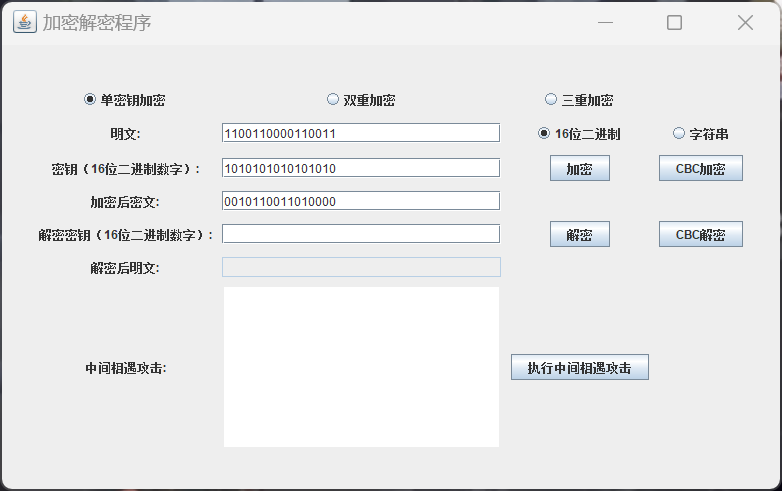 加密解密程序
单密钥加密 双重加密 三重加密
明文: 1100110000110011 16位二进制 字符串
密钥（16位二进制数字）: 1010101010101010 加密 CBC加密
加密后密文: 0010110011010000
解密密钥（16位二进制数字）: 解密 CBC解密
解密后明文:
中间相遇攻击: 执行中间相遇攻击